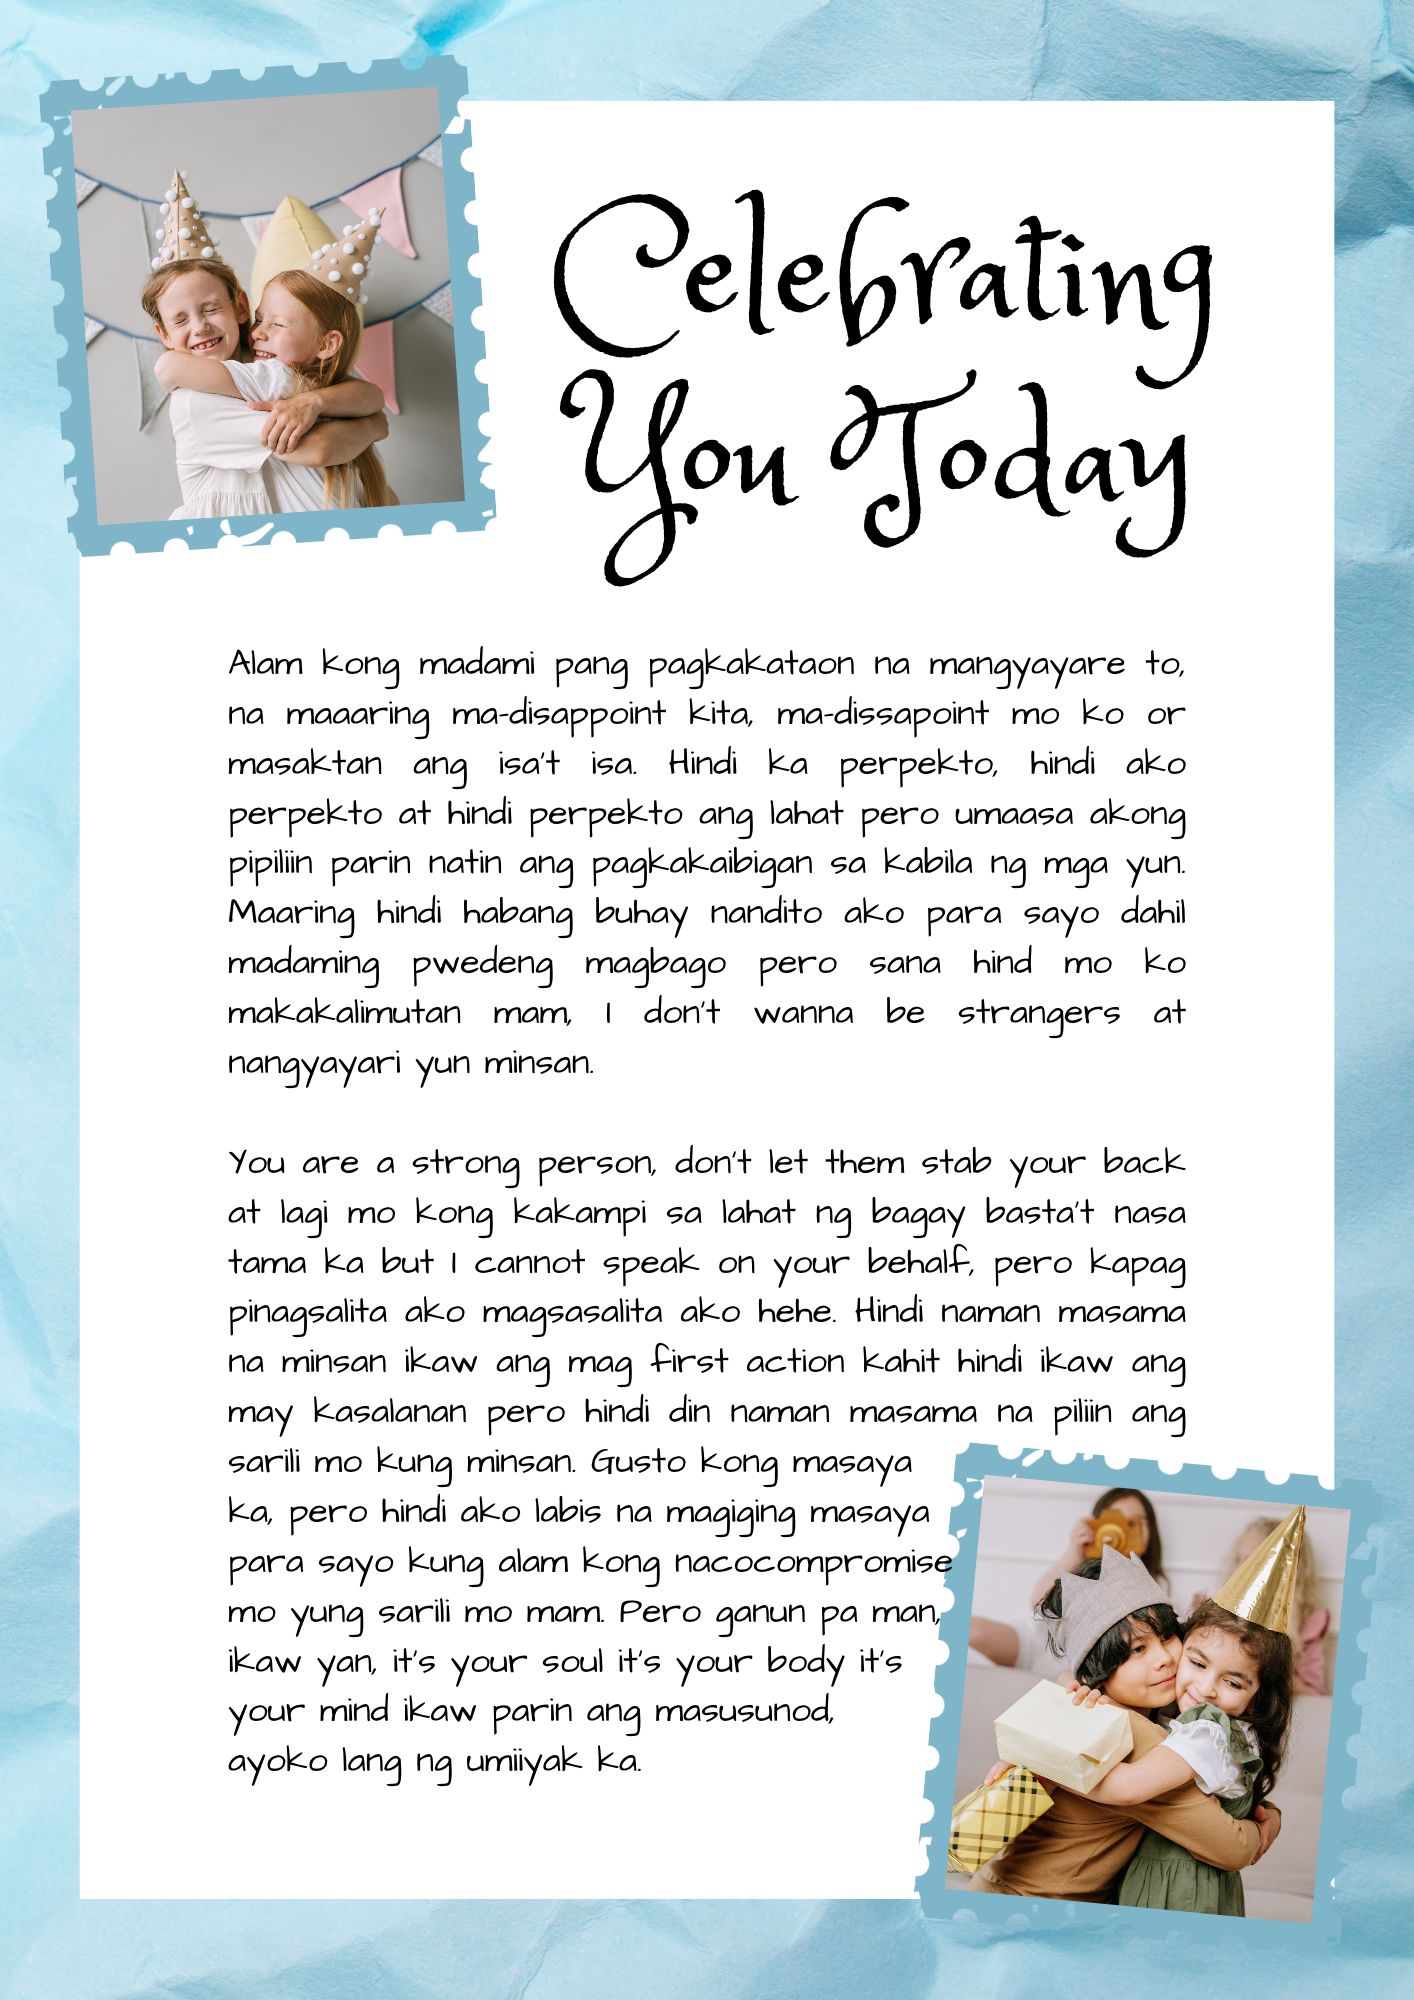 Celebrating
You Today
Alam kong madami pang pagkakataon na mangyayare to,
na maaaring ma-disappoint kita, ma-dissapoint mo ko or
masaktan ang isa't isa. Hindi ka perpekto, hindi ako
perpekto at hindi perpekto ang lahat pero umaasa akong
pipiliin parin natin ang pagkakaibigan sa kabila ng mga yun.
Maaring hindi habang buhay nandito ako para sayo dahil
madaming pwedeng magbago pero sana hind mo ko
makakalimutan mam, I don't wanna be strangers at
nangyayari yun minsan.
You are a strong person, don't let them stab your back
at lagi mo kong kakampi sa lahat ng bagay basta't nasa
tama ka but I cannot speak on your behalf, pero kapag
pinagsalita ako magsasalita ako hehe. Hindi naman masama
na minsan ikaw ang mag first action kahit hindi ikaw ang
may kasalanan pero hindi din naman masama na piliin ang
sarili mo kung minsan. Gusto kong masaya
ka, pero hindi ako labis na magiging masaya
para sayo kung alam kong nacocompromise
mo yung sarili mo mam. Pero ganun pa man,
ikaw yan, it's your soul it's your body it's
your mind ikaw parin ang masusunod,
ayoko lang ng umiiyak ka.